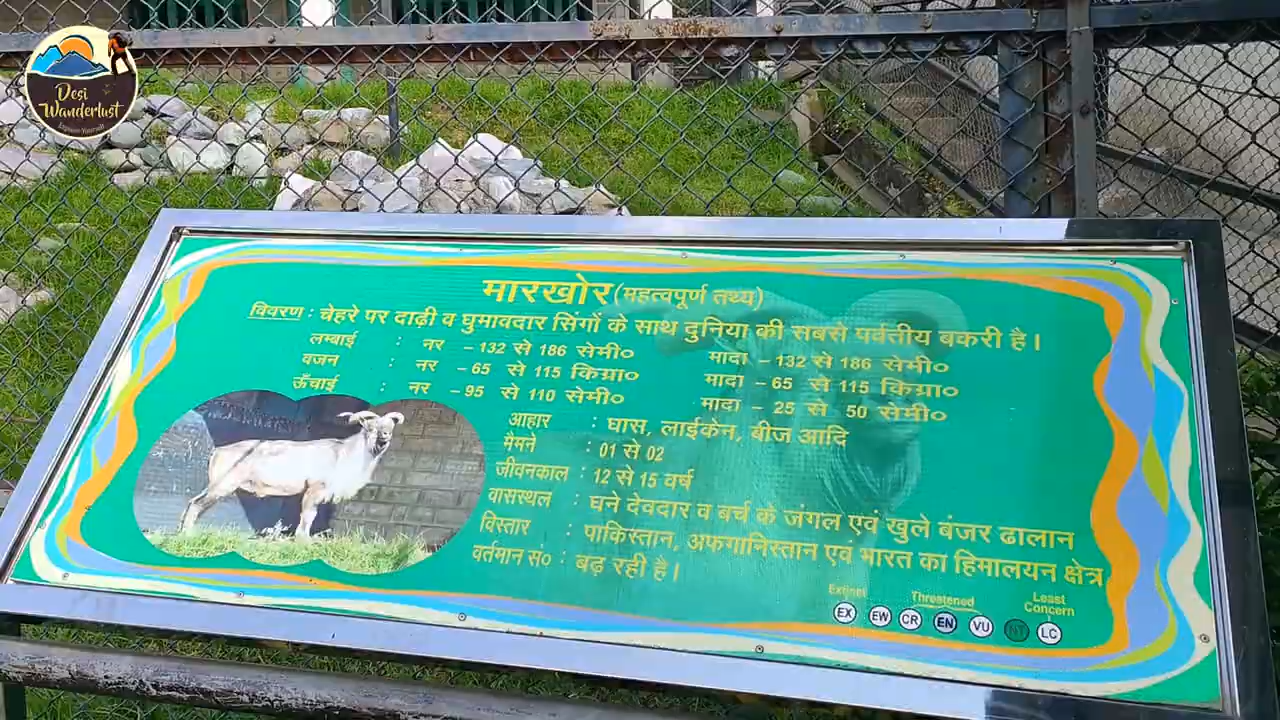 Desi
Wanderlust
Explore Yourself
मारखोर (महत्वपूर्ण तथ्य)
विवरण : चेहरे पर दाढ़ी व घुमावदार सिंगों के साथ दुनिया की सबसे पर्वतीय बकरी है।
लम्बाई : नर – 132 से 186 सेमी० मादा – 132 से 186 सेमी०
वजन : नर – 65 से 115 किग्रा० मादा – 65 से 115 किग्रा०
ऊँचाई : नर – 95 से 110 सेमी० मादा – 25 से 50 सेमी०
आहार : घास, लाईकेन, बीज आदि
मैमने : 01 से 02
जीवनकाल : 12 से 15 वर्ष
वासस्थल : घने देवदार व बर्च के जंगल एवं खुले बंजर ढालान
विस्तार : पाकिस्तान, अफगानिस्तान एवं भारत का हिमालयन क्षेत्र
वर्तमान सं० : बढ़ रही है।
Extinct Threatened Least Concern
EX EW CR EN VU NT LC